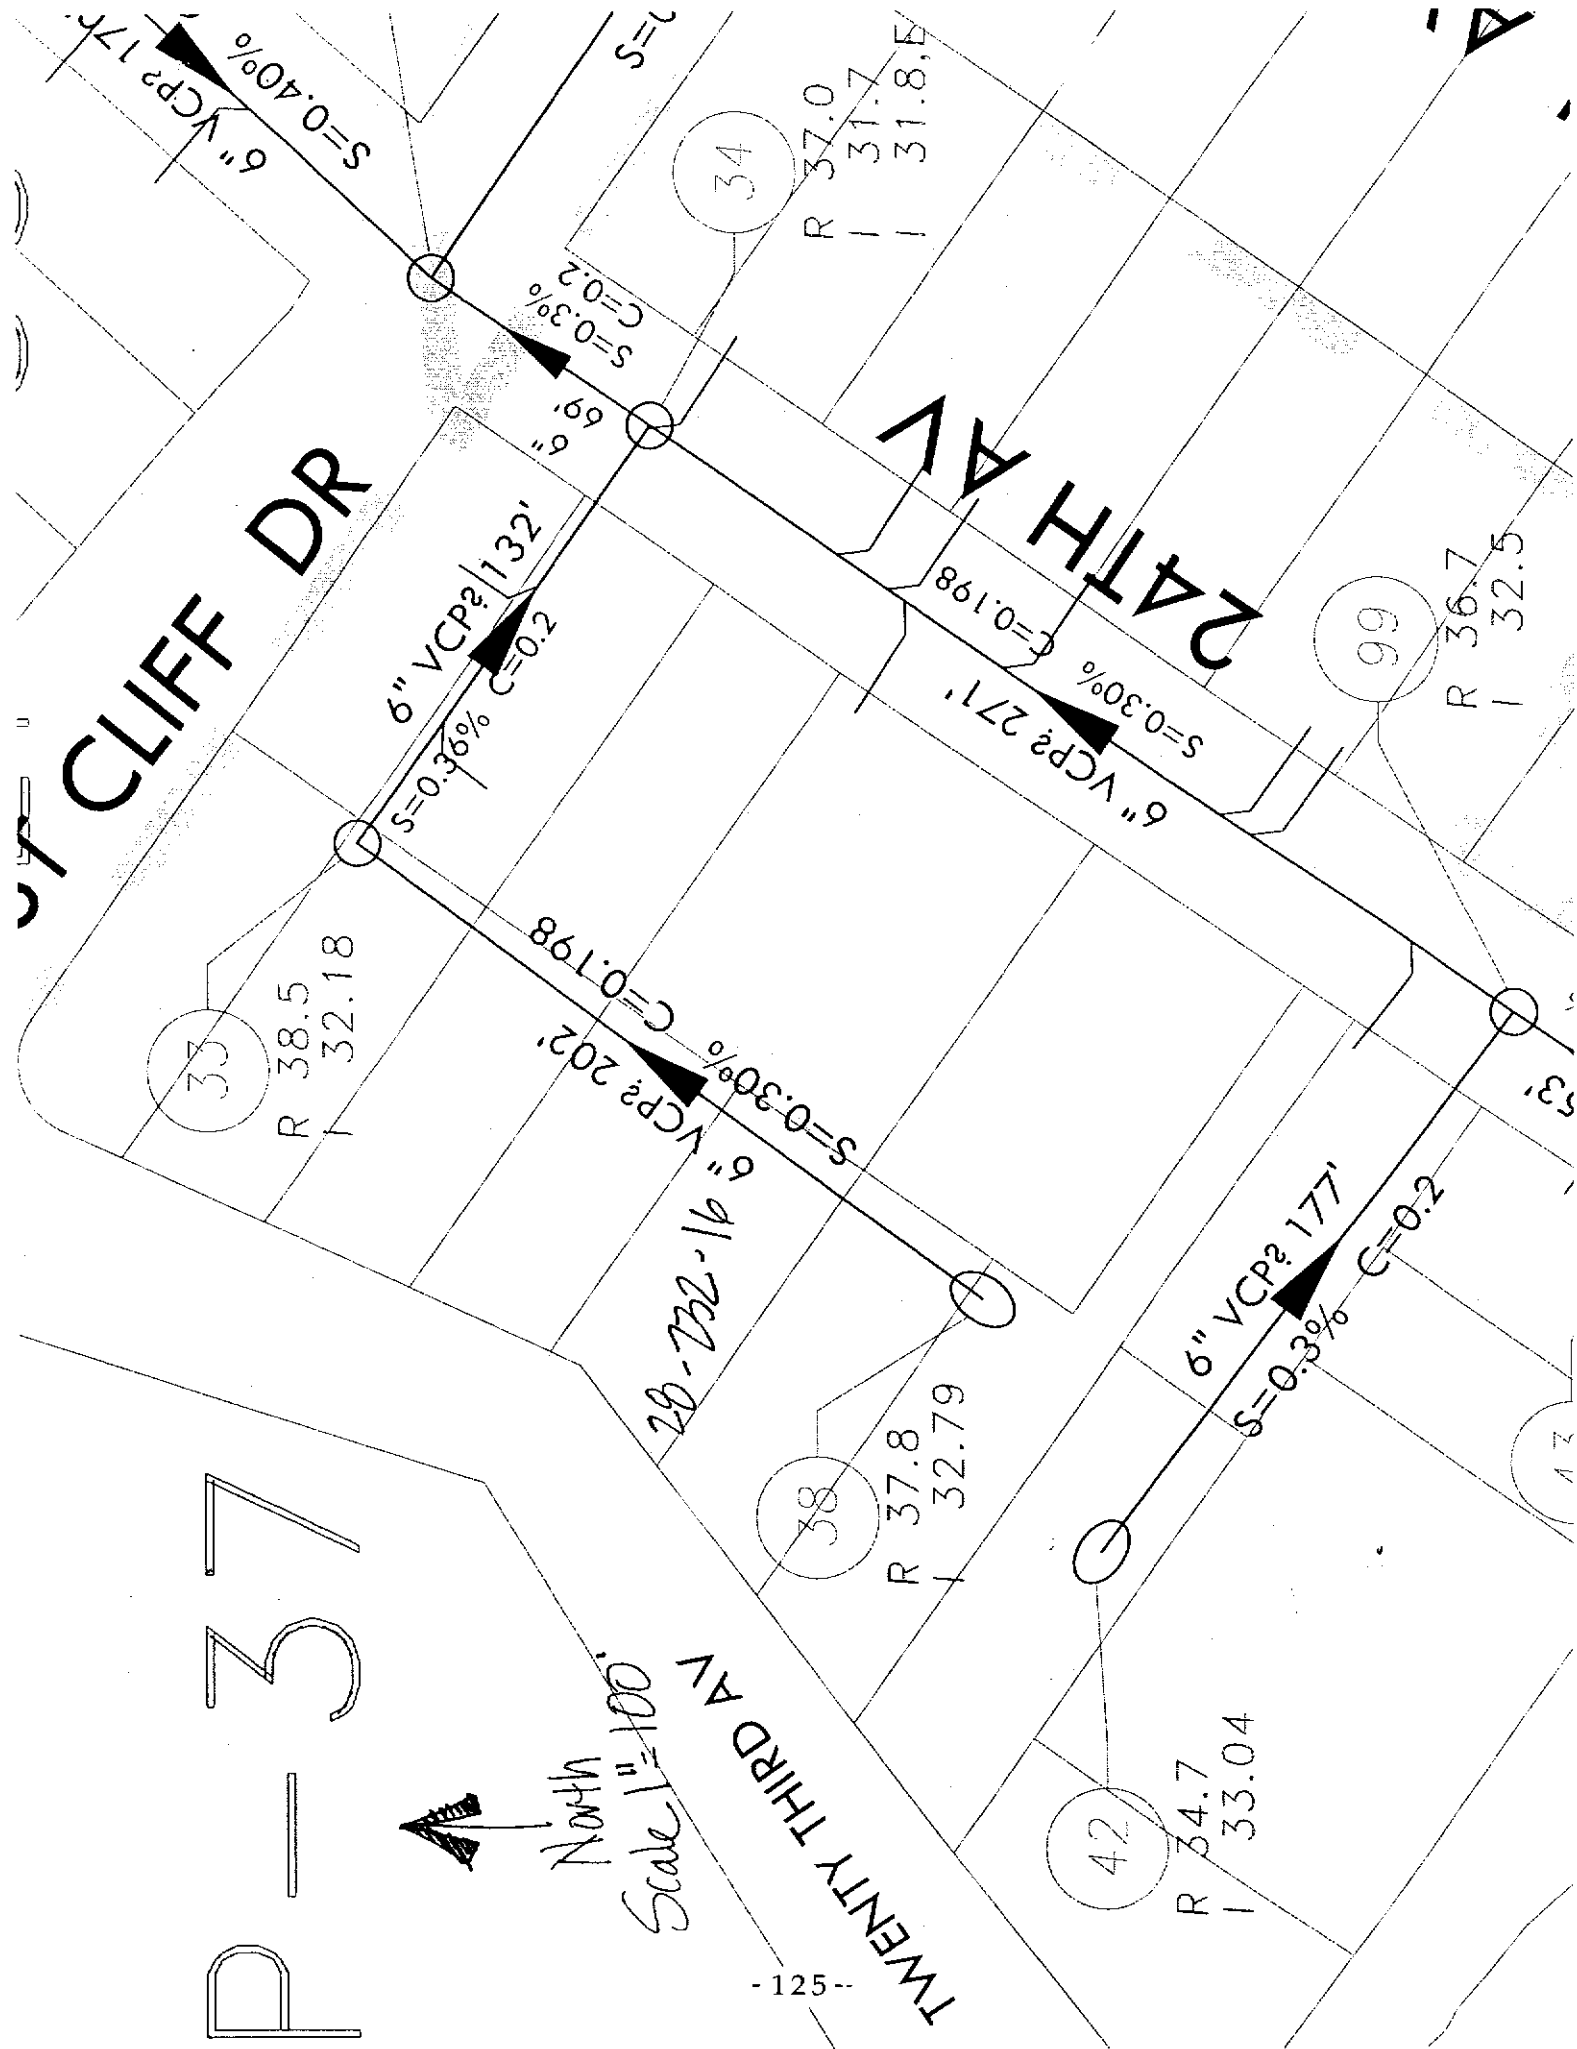 P-37
6" VCP?
S=0.40%
34
R 37.0
I 31.7
I 31.8,E
S=0.3%
C=0.2
6" 69'
CLIFF DR
6" VCP? 132'
S=0.36% C=0.2
24TH AV
C=0.198
S=0.30%
6" VCP? 271'
99
R 36.7
I 32.5
33
R 38.5
I 32.18
C=0.198
S=0.30%
6" VCP? 202'
28-232-16
38
R 37.8
I 32.79
6" VCP? 177'
S=0.3% C=0.2
43
53'
North
Scale 1"=100'
TWENTY THIRD AV
42
R 34.7
I 33.04
-125--